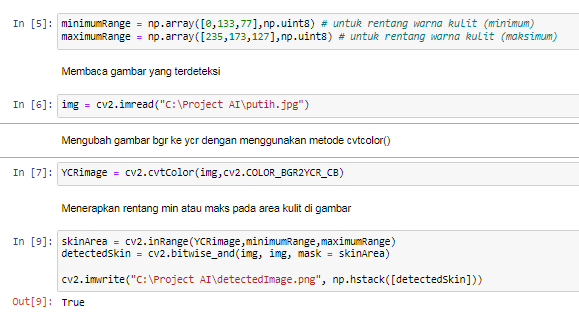 In [5]: minimumRange = np.array([0,133,77],np.uint8) # untuk rentang warna kulit (minimum)
maximumRange = np.array([235,173,127],np.uint8) # untuk rentang warna kulit (maksimum)
Membaca gambar yang terdeteksi
In [6]: img = cv2.imread("C:\Project AI\putih.jpg")
Mengubah gambar bgr ke ycr dengan menggunakan metode cvtcolor()
In [7]: YCRimage = cv2.cvtColor(img,cv2.COLOR_BGR2YCR_CB)
Menerapkan rentang min atau maks pada area kulit di gambar
In [9]: skinArea = cv2.inRange(YCRimage,minimumRange,maximumRange)
detectedSkin = cv2.bitwise_and(img, img, mask = skinArea)
cv2.imwrite("C:\Project AI\detectedImage.png", np.hstack([detectedSkin]))
Out[9]: True